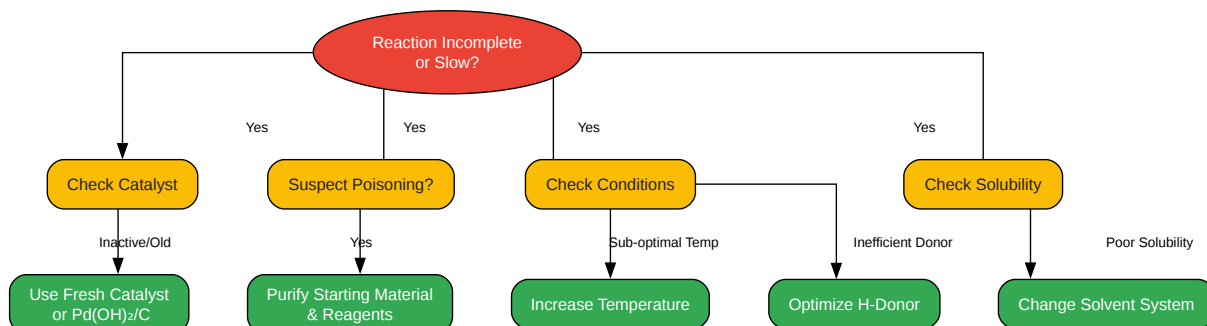 Reaction Incomplete
or Slow?
Yes
Yes
Yes
Yes
Check Catalyst
Suspect Poisoning?
Check Conditions
Check Solubility
Inactive/Old
Yes
Sub-optimal Temp
Inefficient Donor
Poor Solubility
Use Fresh Catalyst
or Pd(OH)₂/C
Purify Starting Material
& Reagents
Increase Temperature
Optimize H-Donor
Change Solvent System